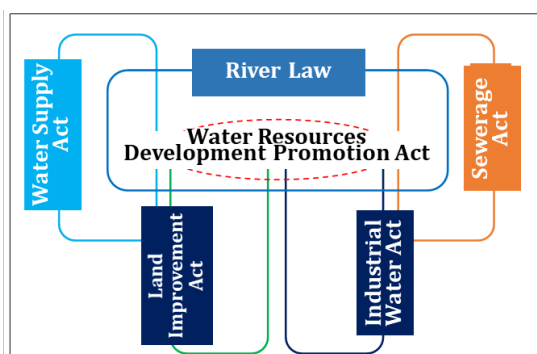 River Law
Water Supply
Act
Sewerage
Act
Water Resources
Development Promotion Act
Land
Improvement
Act
Industrial
Water Act